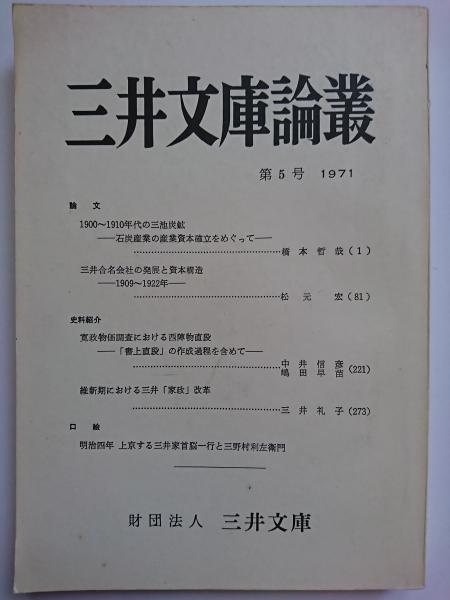 三井文庫論叢
第5号 1971
論文
1900〜1910年代の三池炭鉱
――石炭産業の産業資本確立をめぐって――
橋本哲哉(1)
三井合名会社の発展と資本構造
――1909〜1922年――
松元宏(81)
史料紹介
寛政物価調査における西陣物直段
――「書上直段」の作成過程を含めて――
中井信彦
嶋田早苗(221)
維新期における三井「家政」改革
三井礼子(273)
口絵
明治四年 上京する三井家首脳一行と三野村利左衛門
財団法人 三井文庫